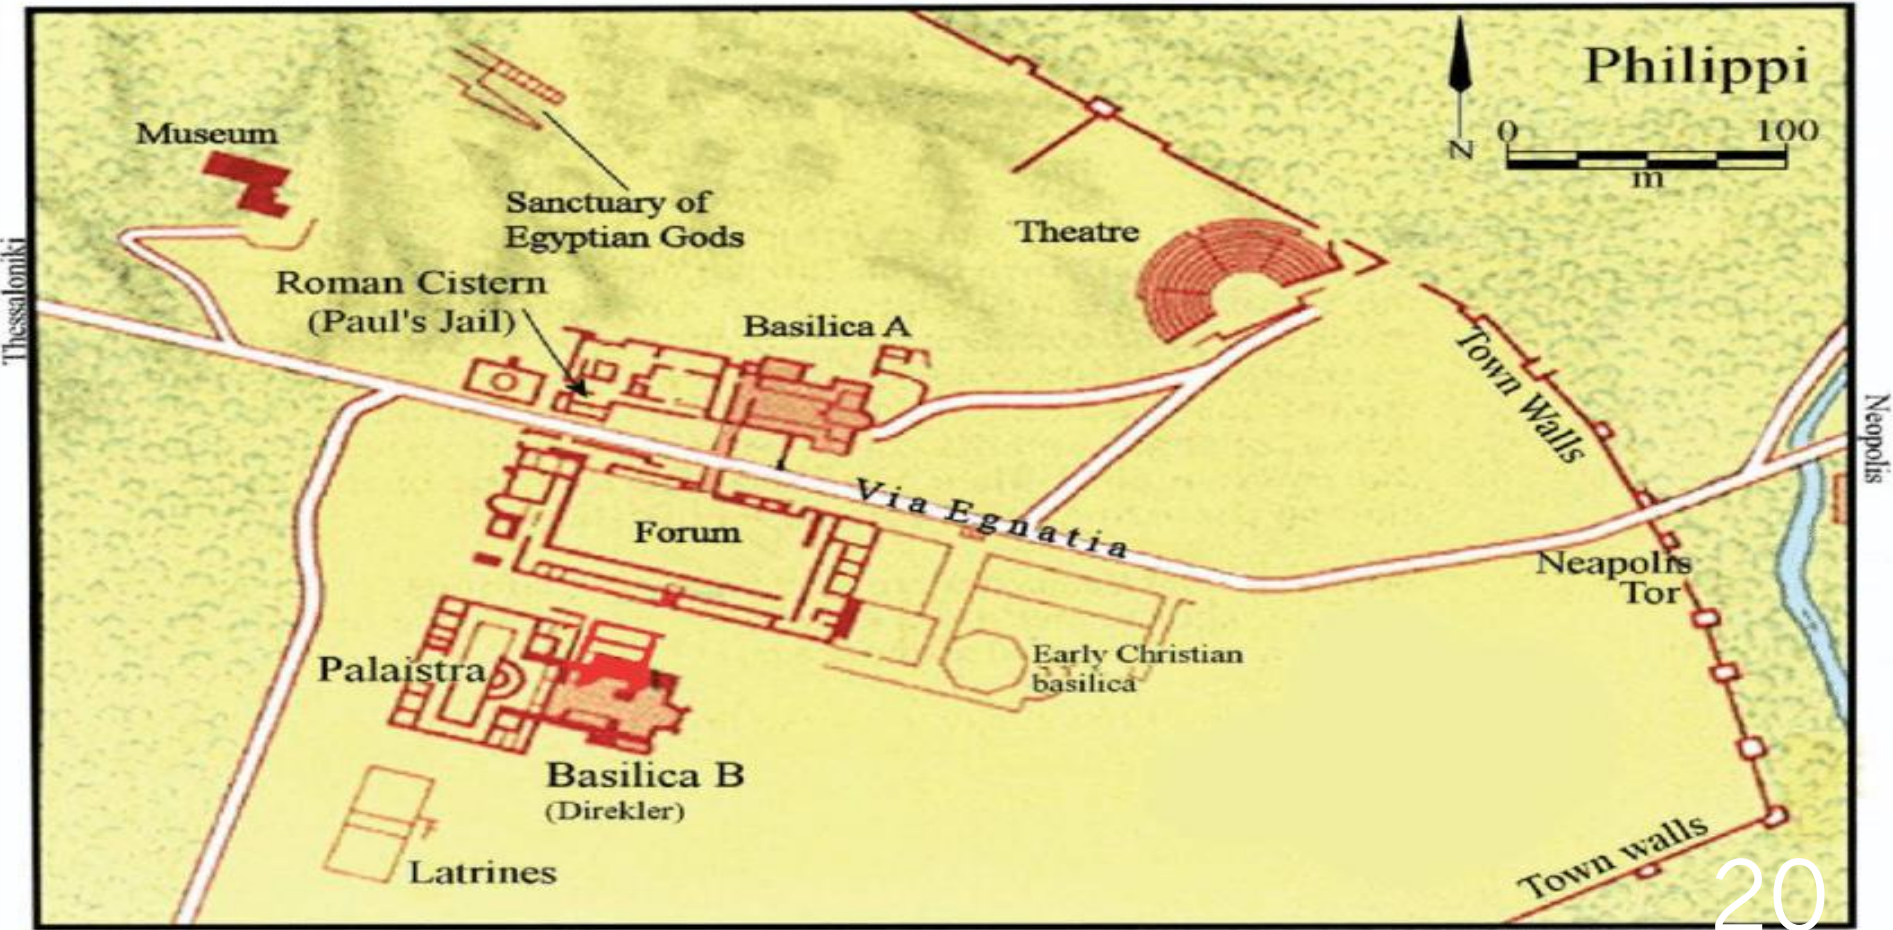 Philippi
0 100
m
N
Museum
Sanctuary of
Egyptian Gods
Theatre
Thessaloniki
Roman Cistern
(Paul's Jail)
Basilica A
Town Walls
Neopolis
Via Egnatia
Forum
Neapolis
Tor
Early Christian
basilica
Palaistra
Basilica B
(Direkler)
Latrines
Town walls
20